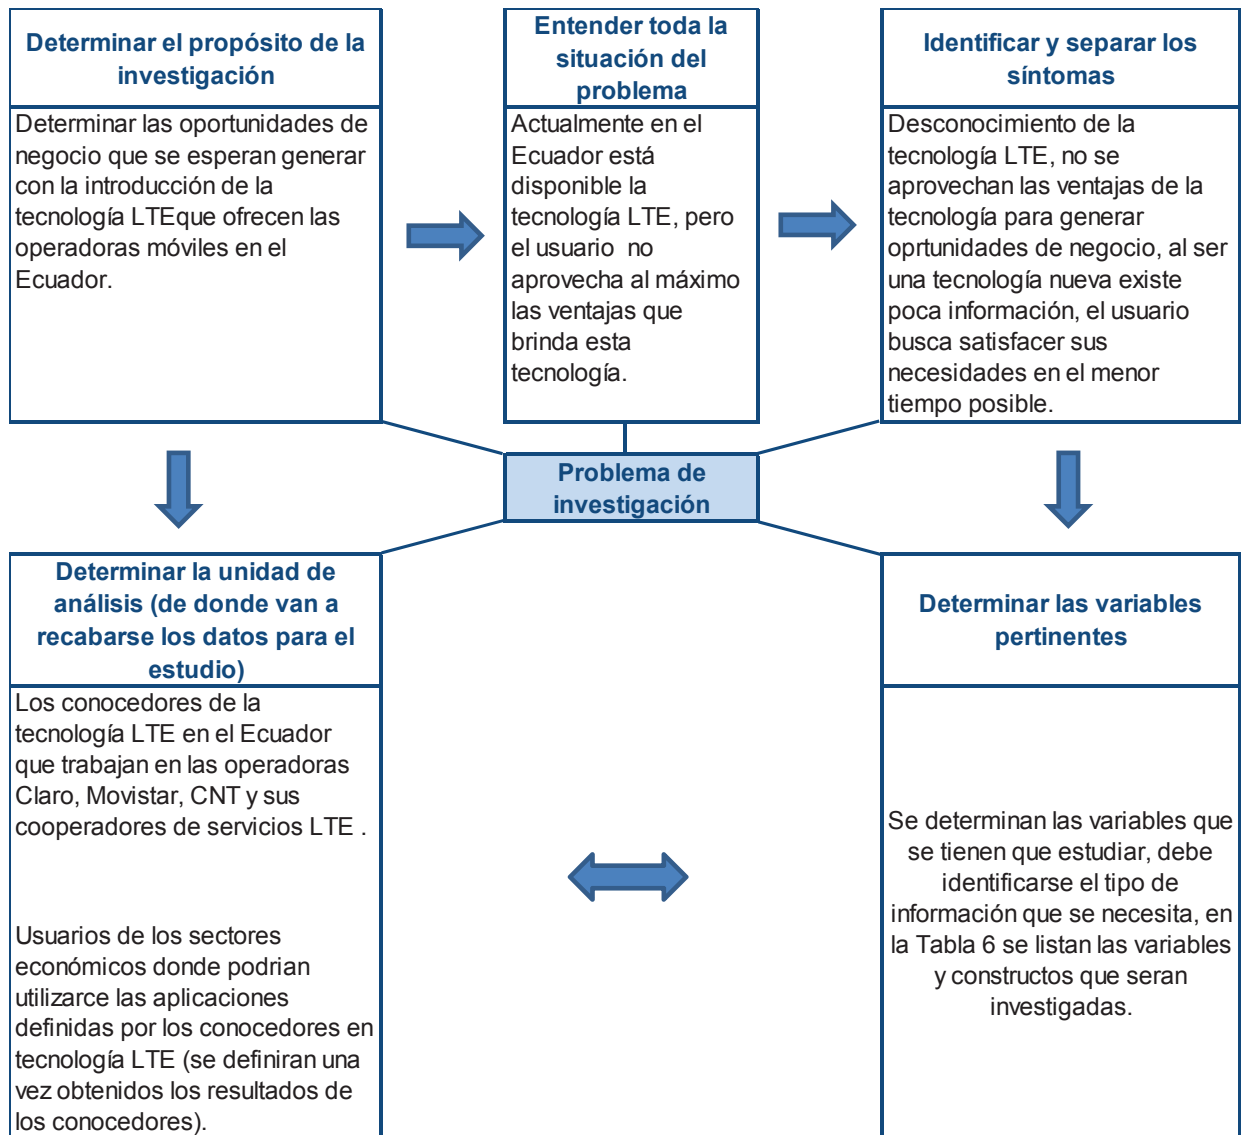 Determinar el propósito de la
investigación
Determinar las oportunidades de
negocio que se esperan generar
con la introducción de la
tecnología LTEque ofrecen las
operadoras móviles en el
Ecuador.
Entender toda la
situación del
problema
Actualmente en el
Ecuador está
disponible la
tecnología LTE, pero
el usuario  no
aprovecha al máximo
las ventajas que
brinda esta
tecnología.
Identificar y separar los
síntomas
Desconocimiento de la
tecnología LTE, no se
aprovechan las ventajas de la
tecnología para generar
oprtunidades de negocio, al ser
una tecnología nueva existe
poca información, el usuario
busca satisfacer sus
necesidades en el menor
tiempo posible.
Problema de
investigación
Determinar la unidad de
análisis (de donde van a
recabarse los datos para el
estudio)
Los conocedores de la
tecnología LTE en el Ecuador
que trabajan en las operadoras
Claro, Movistar, CNT y sus
cooperadores de servicios LTE .
Usuarios de los sectores
económicos donde podrian
utilizarce las aplicaciones
definidas por los conocedores en
tecnología LTE (se definiran una
vez obtenidos los resultados de
los conocedores).
Determinar las variables
pertinentes
Se determinan las variables que
se tienen que estudiar, debe
identificarse el tipo de
información que se necesita, en
la Tabla 6 se listan las variables
y constructos que seran
investigadas.